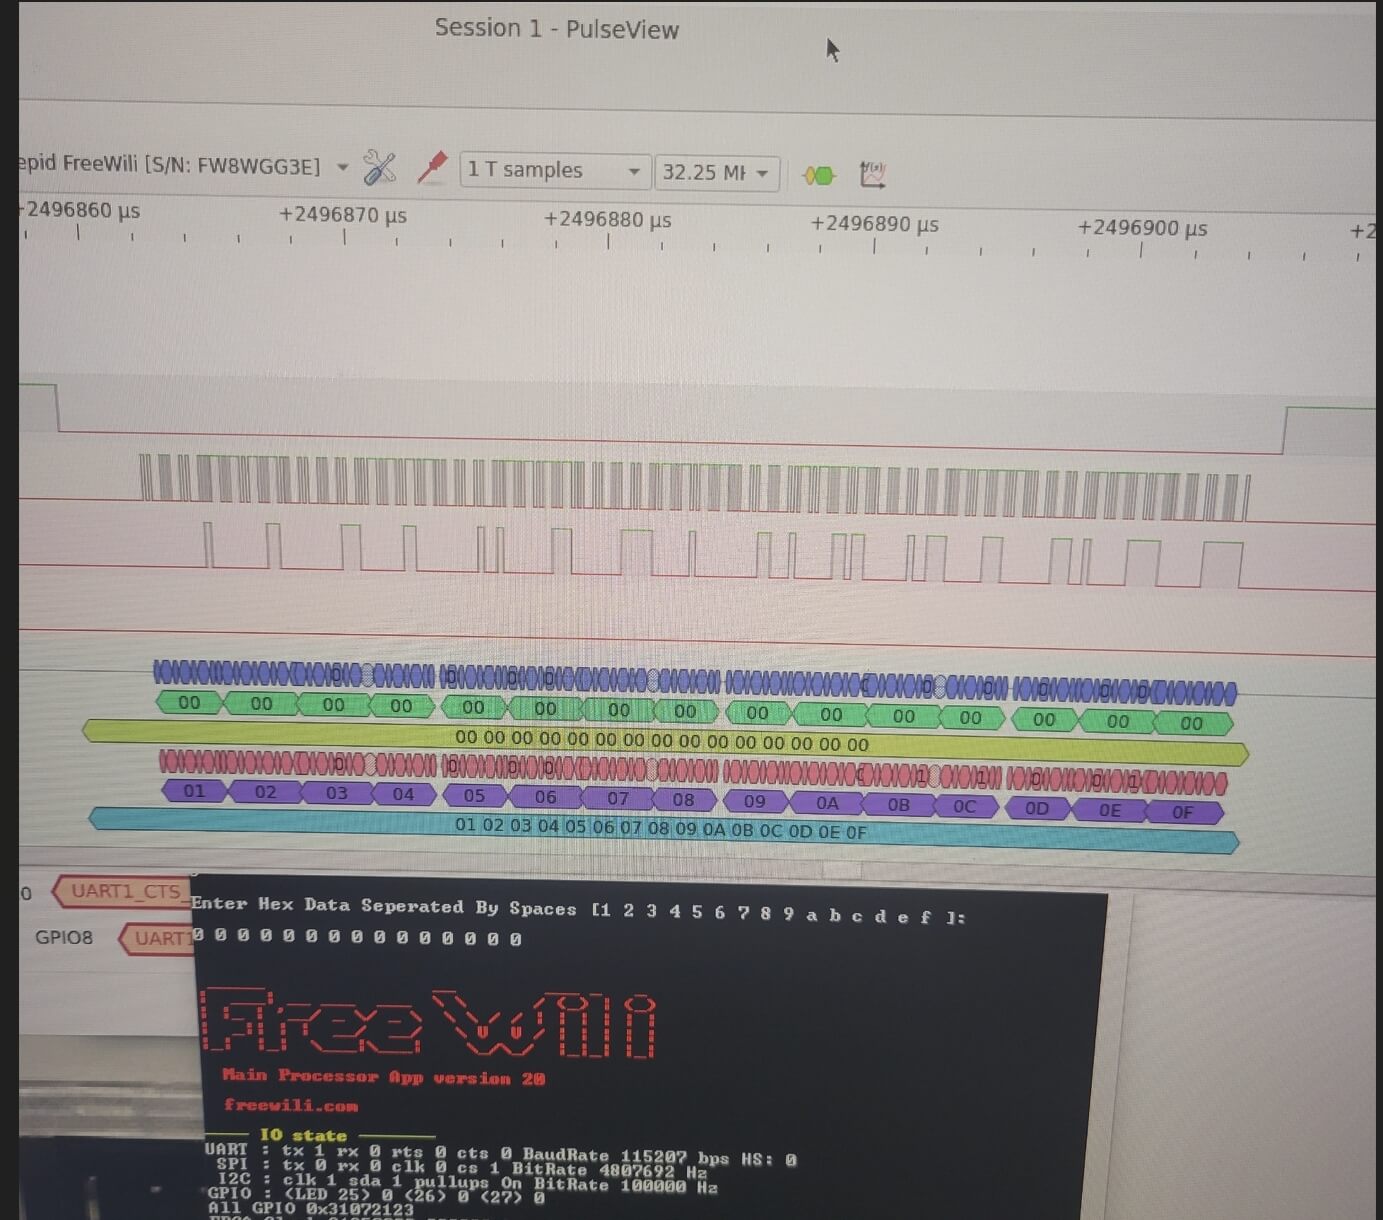 Session 1 - PulseView
epid FreeWili [S/N: FW8WGG3E] 1 T samples 32.25 MH
+2496860 µs +2496870 µs +2496880 µs +2496890 µs +2496900 µs +2
00 00 00 00 00 00 00 00 00 00 00 00 00 00 00
00 00 00 00 00 00 00 00 00 00 00 00 00 00 00
01 02 03 04 05 06 07 08 09 0A 0B 0C 0D 0E 0F
01 02 03 04 05 06 07 08 09 0A 0B 0C 0D 0E 0F
0 UART1_CTS_
GPIO8 UART1
Enter Hex Data Seperated By Spaces [1 2 3 4 5 6 7 8 9 a b c d e f ]:
0 0 0 0 0 0 0 0 0 0 0 0 0 0 0
Free Wili
Main Processor App version 20
freewili.com
IO state
UART : tx 1 rx 0 rts 0 cts 0 BaudRate 115207 bps HS: 0
SPI : tx 0 rx 0 clk 0 cs 1 BitRate 4807692 Hz
I2C : clk 1 sda 1 pullups On BitRate 100000 Hz
GPIO : <LED 25> 0 <26> 0 <27> 0
All GPIO 0x31072123